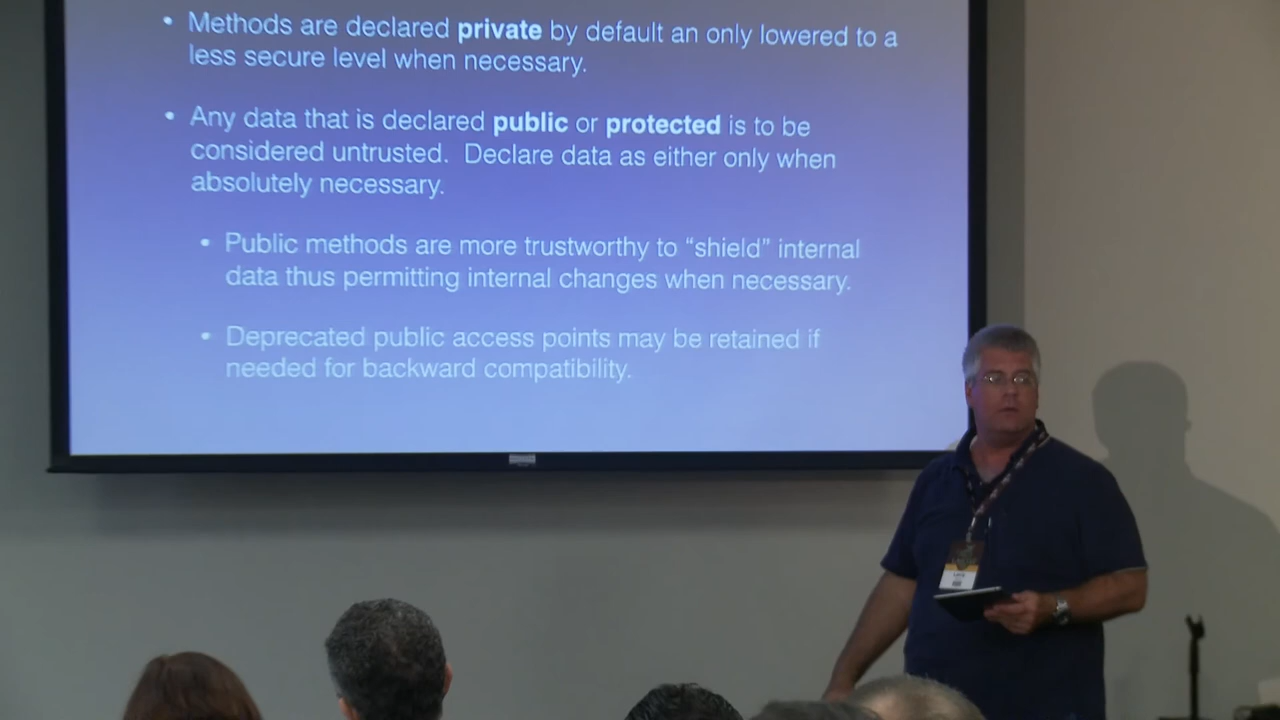 • Methods are declared private by default an only lowered to a
less secure level when necessary.
• Any data that is declared public or protected is to be
considered untrusted. Declare data as either only when
absolutely necessary.
• Public methods are more trustworthy to “shield” internal
data thus permitting internal changes when necessary.
• Deprecated public access points may be retained if
needed for backward compatibility.